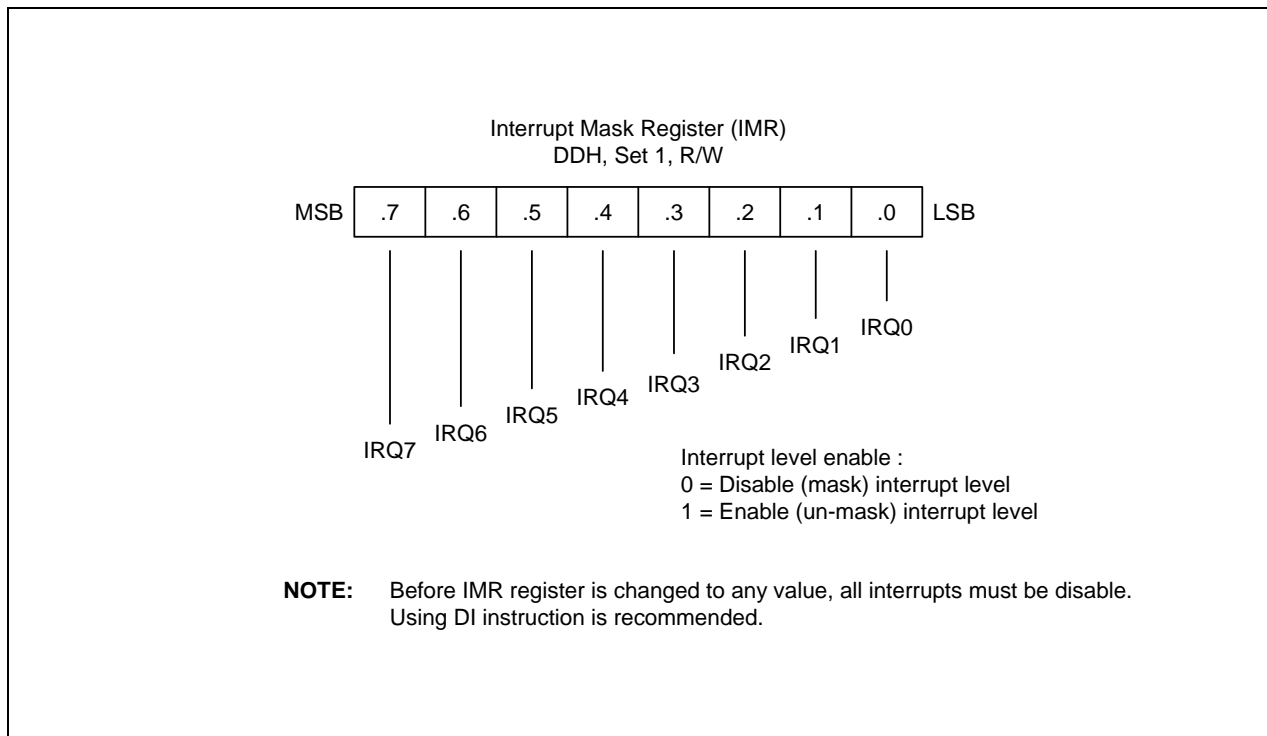 Interrupt Mask Register (IMR)
DDH, Set 1, R/W
MSB .7 .6 .5 .4 .3 .2 .1 .0 LSB
IRQ7 IRQ6 IRQ5 IRQ4 IRQ3 IRQ2 IRQ1 IRQ0
Interrupt level enable :
0 = Disable (mask) interrupt level
1 = Enable (un-mask) interrupt level
NOTE: Before IMR register is changed to any value, all interrupts must be disable.
Using DI instruction is recommended.